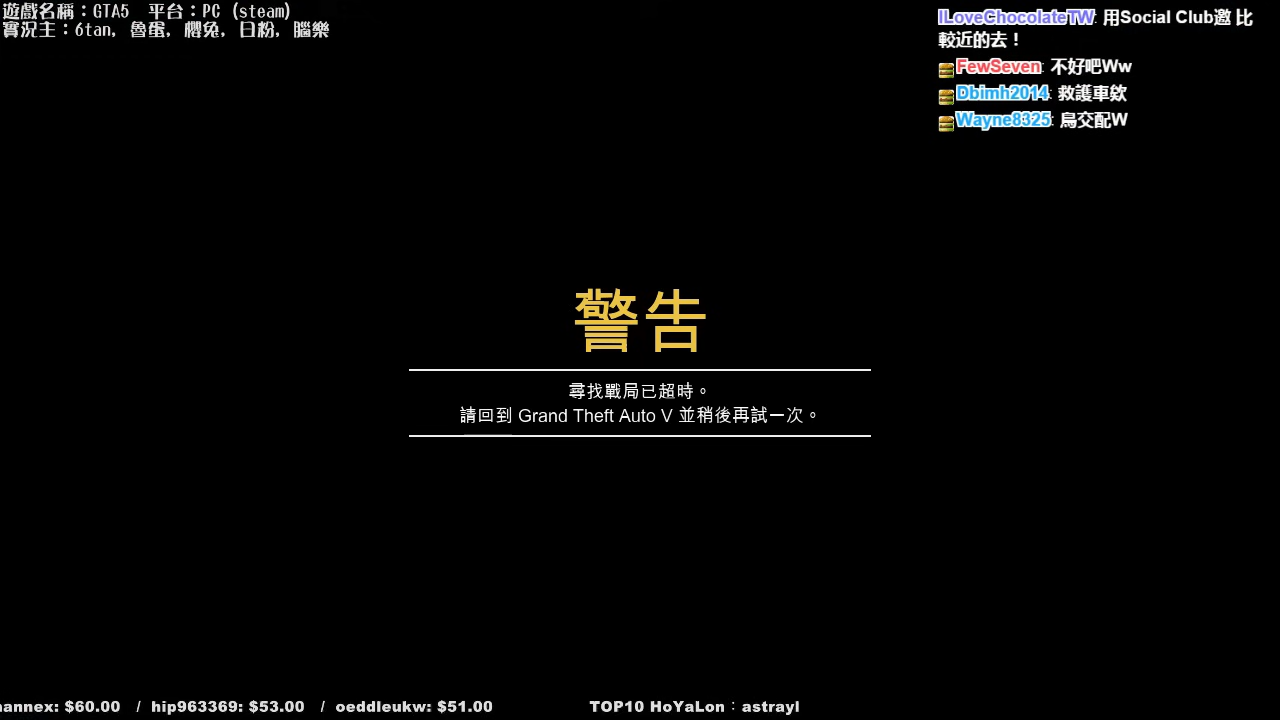 遊戲名稱：GTA5 平台：PC (steam)
實況主：6tan, 魯蛋, 櫻兔, 白粉, 腦樂
ILoveChocolateTW: 用Social Club邀 比
較近的去！
FewSeven: 不好吧Ww
Dbimh2014: 救護車欸
Wayne8325: 鳥交配W
警告
尋找戰局已超時。
請回到 Grand Theft Auto V 並稍後再試一次。
annex: $60.00 / hip963369: $53.00 / oeddleukw: $51.00 TOP10 HoYaLon：astrayl